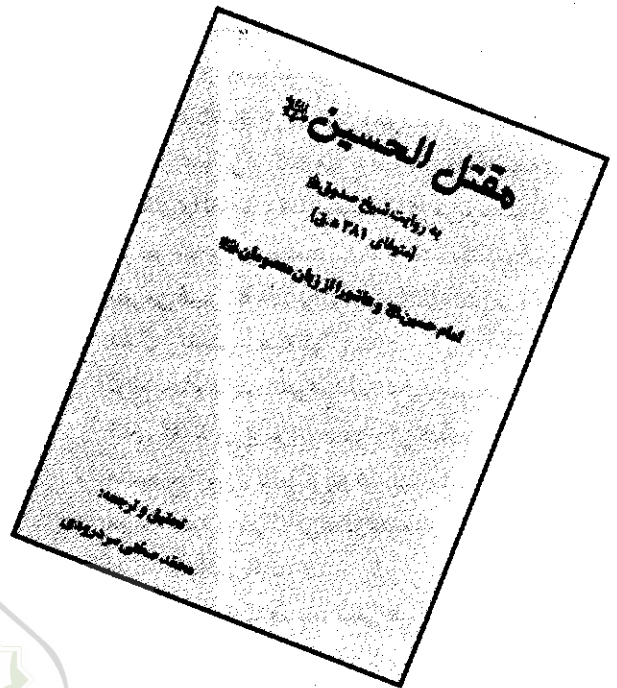 مقتل الحسین ﷷ
به روایت شیخ صدوق
(متوفای ۳۸۱ ه.ق)
امام حسین و عاشورا از زبان معصومان
تحقیق و ترجمه:
محمد صحتی سردرودی